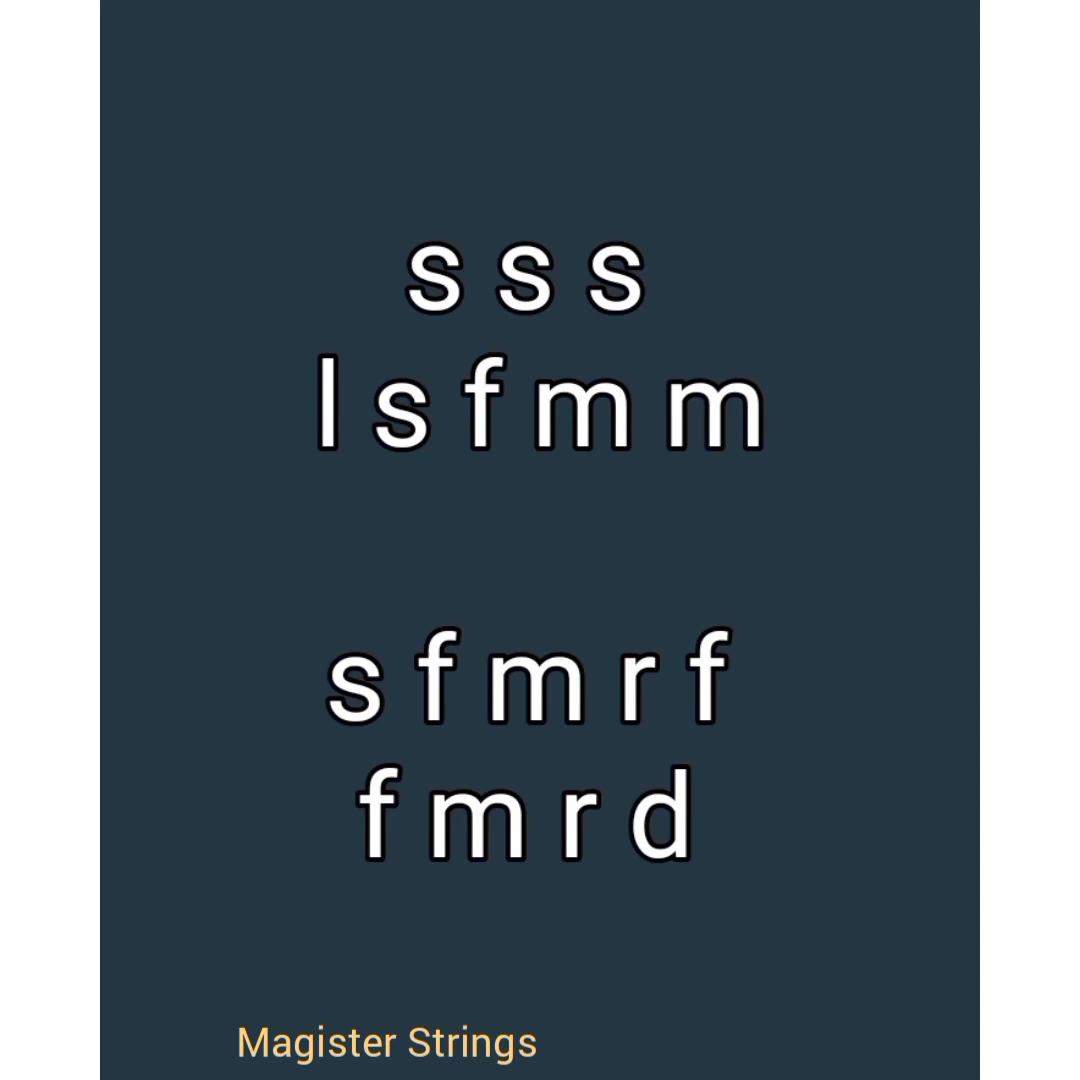 s s s
l s f m m
s f m r f
f m r d
Magister Strings